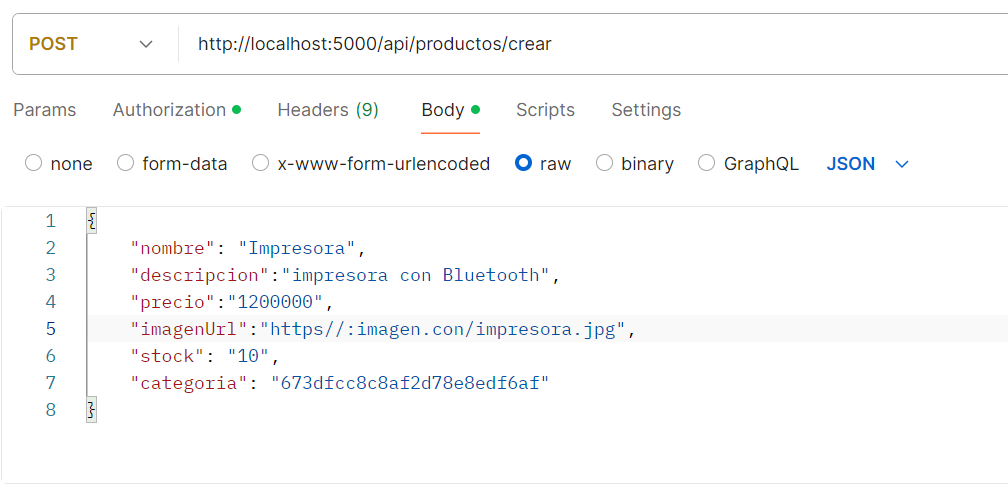 POST http://localhost:5000/api/productos/crear
Params Authorization Headers (9) Body Scripts Settings
none form-data x-www-form-urlencoded raw binary GraphQL JSON
1 {
2 "nombre": "Impresora",
3 "descripcion":"impresora con Bluetooth",
4 "precio":"1200000",
5 "imagenUrl":"https//:imagen.con/impresora.jpg",
6 "stock": "10",
7 "categoria": "673dfcc8c8af2d78e8edf6af"
8 }